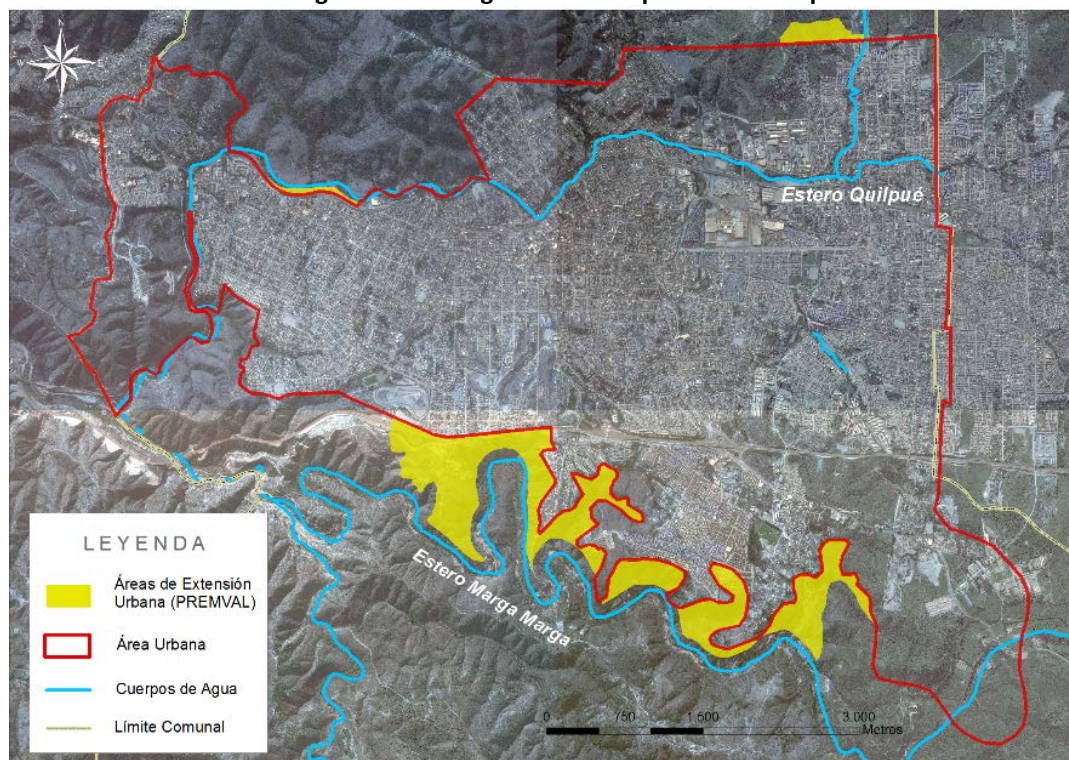 Estero Quilpué
Estero Marga Marga
LEYENDA
Áreas de Extensión
Urbana (PREMVAL)
Área Urbana
Cuerpos de Agua
Límite Comunal
0 750 1.500 3.000
Metros